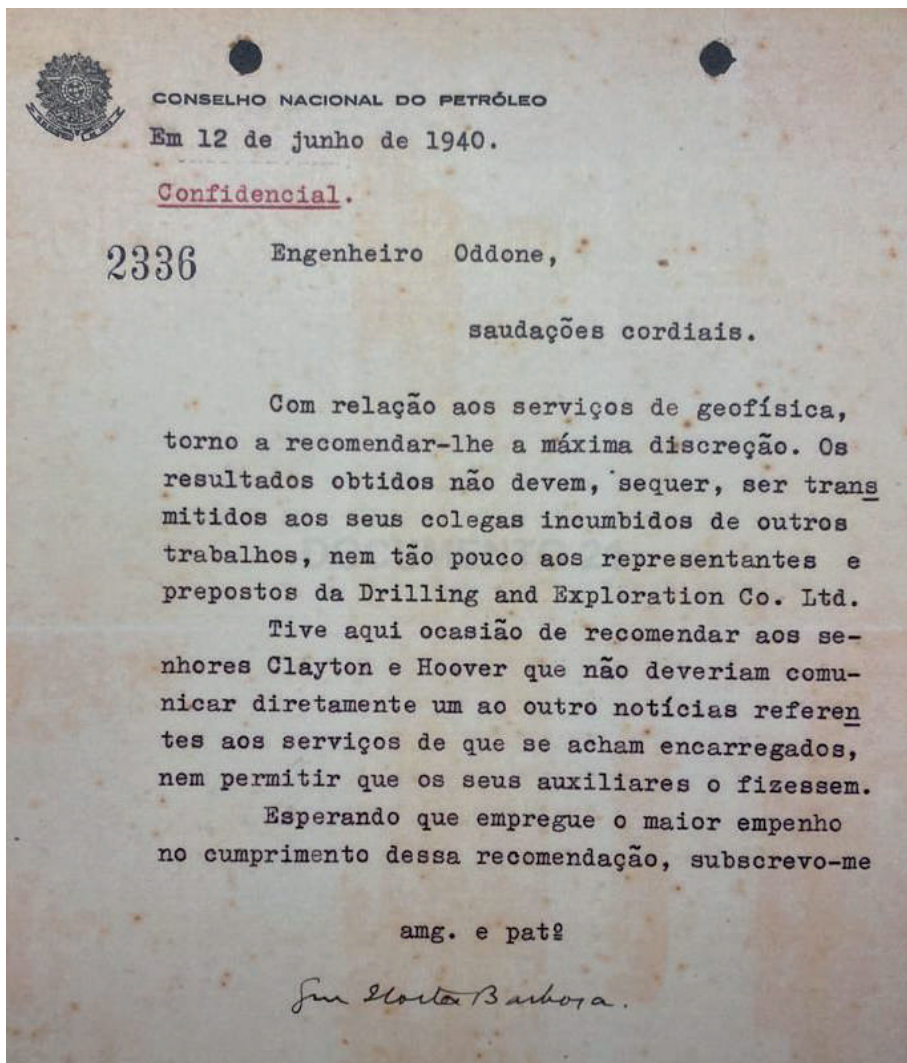 CONSELHO NACIONAL DO PETRÓLEO
Em 12 de junho de 1940.
Confidencial.
2336 Engenheiro Oddone,
saudações cordiais.
Com relação aos serviços de geofísica,
torno a recomendar-lhe a máxima discreção. Os
resultados obtidos não devem, sequer, ser trans
mitidos aos seus colegas incumbidos de outros
trabalhos, nem tão pouco aos representantes e
prepostos da Drilling and Exploration Co. Ltd.
Tive aqui ocasião de recomendar aos se-
nhores Clayton e Hoover que não deveriam comu-
nicar diretamente um ao outro notícias referen
tes aos serviços de que se acham encarregados,
nem permitir que os seus auxiliares o fizessem.
Esperando que empregue o maior empenho
no cumprimento dessa recomendação, subscrevo-me
amg. e patº
Horta Barbosa.